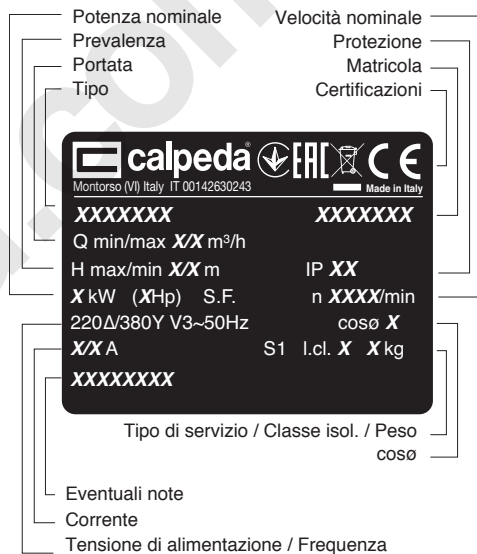 Potenza nominale
Velocità nominale
Prevalenza
Protezione
Portata
Matricola
Tipo
Certificazioni
calpeda
EAC
CE
Montorso (VI) Italy IT 00142630243
Made in Italy
XXXXXXX
XXXXXXX
Q min/max X/X m³/h
H max/min X/X m
IP XX
X kW (XHp) S.F.
n XXXX/min
220Δ/380Y V3~50Hz
cosø X
X/X A
S1 I.cl. X X kg
XXXXXXXX
Tipo di servizio / Classe isol. / Peso
cosø
Eventuali note
Corrente
Tensione di alimentazione / Frequenza